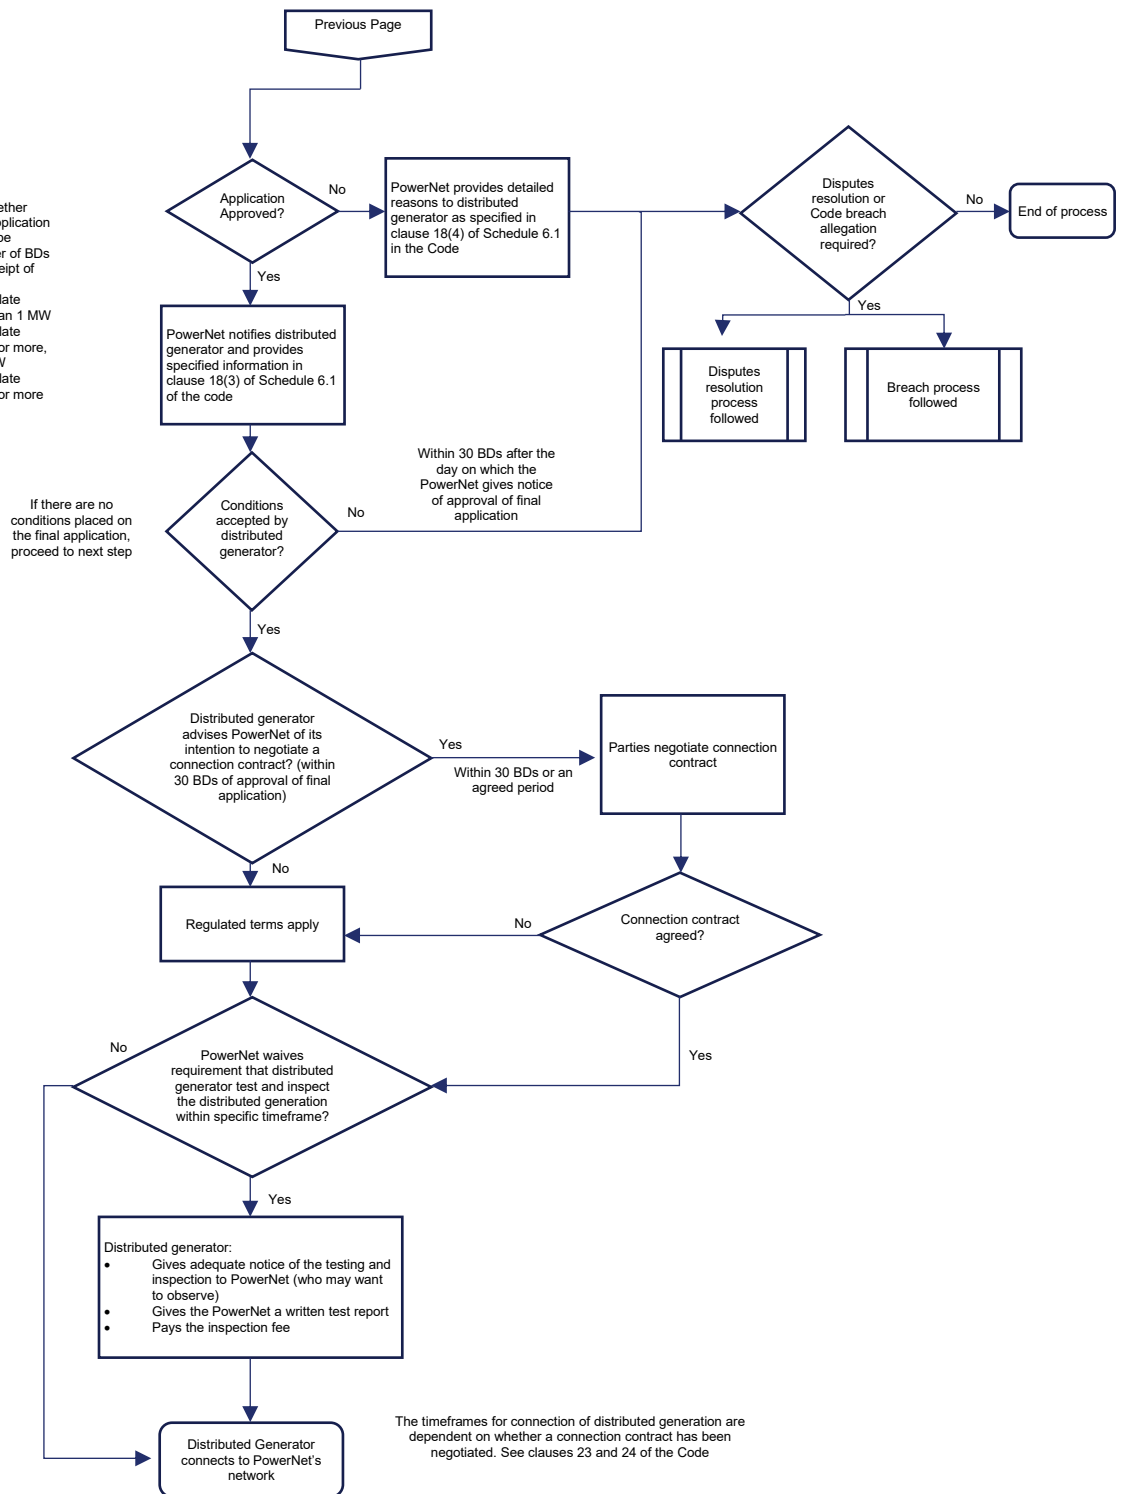 Previous Page
Application
Approved?
No
PowerNet provides detailed
reasons to distributed
generator as specified in
clause 18(4) of Schedule 6.1
in the Code
Disputes
resolution or
Code breach
allegation
required?
No
End of process
of BDs
of
1 MW
or more,
or more
Yes
Yes
PowerNet notifies distributed
generator and provides
specified information in
clause 18(3) of Schedule 6.1
of the code
Disputes
resolution
process
followed
Breach process
followed
If there are no
conditions placed on
the final application,
proceed to next step
Conditions
accepted by
distributed
generator?
No
Within 30 BDs after the
day on which the
PowerNet gives notice
of approval of final
application
Yes
Distributed generator
advises PowerNet of its
intention to negotiate a
connection contract? (within
30 BDs of approval of final
application)
Yes
Within 30 BDs or an
agreed period
Parties negotiate connection
contract
No
Regulated terms apply
No
Connection contract
agreed?
Yes
No
PowerNet waives
requirement that distributed
generator test and inspect
the distributed generation
within specific timeframe?
Yes
Distributed generator:
• Gives adequate notice of the testing and
inspection to PowerNet (who may want
to observe)
• Gives the PowerNet a written test report
• Pays the inspection fee
Distributed Generator
connects to PowerNet's
network
The timeframes for connection of distributed generation are
dependent on whether a connection contract has been
negotiated. See clauses 23 and 24 of the Code